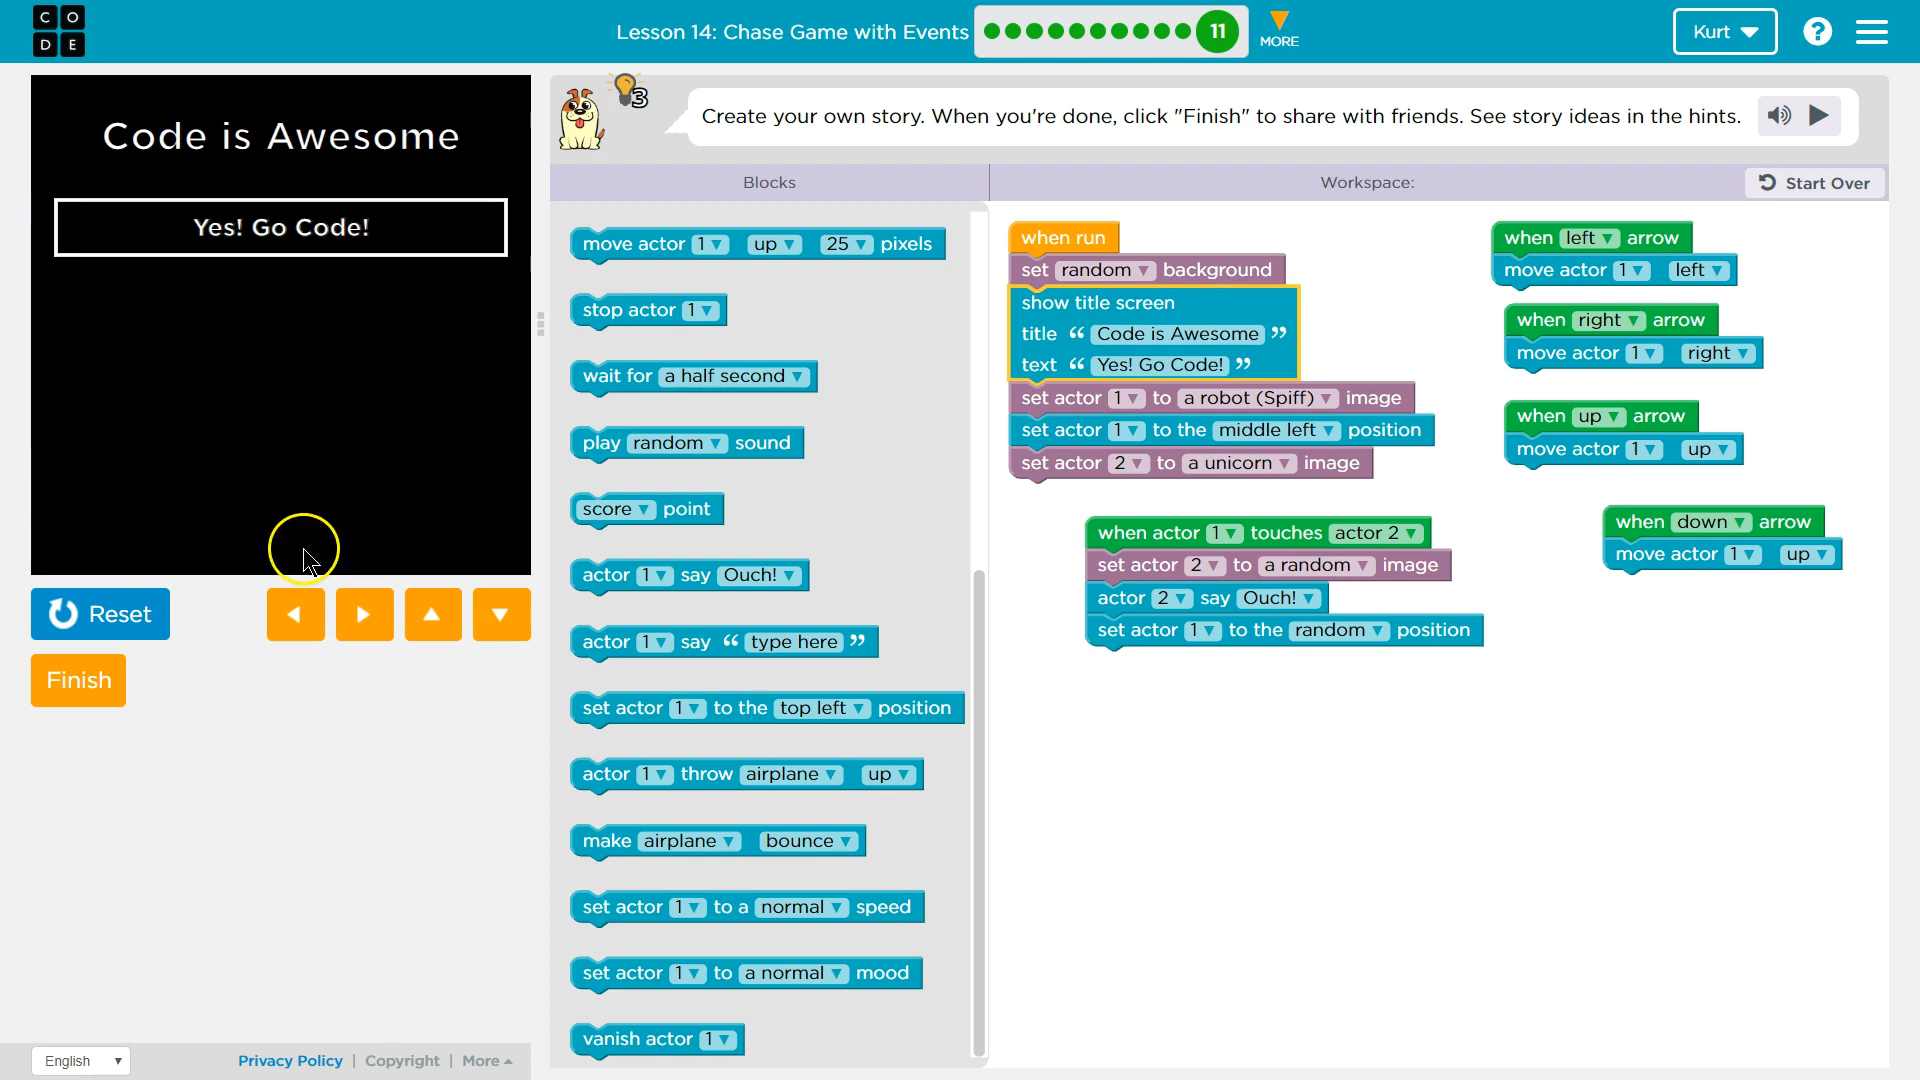 C O
D E
Lesson 14: Chase Game with Events
11
MORE
Kurt
?
Code is Awesome
Yes! Go Code!
3
Create your own story. When you're done, click "Finish" to share with friends. See story ideas in the hints.
Blocks
Workspace:
Start Over
Reset
Finish
move actor 1 up 25 pixels
stop actor 1
wait for a half second
play random sound
score point
actor 1 say Ouch!
actor 1 say “ type here ”
set actor 1 to the top left position
actor 1 throw airplane up
make airplane bounce
set actor 1 to a normal speed
set actor 1 to a normal mood
vanish actor 1
when run
set random background
show title screen
title “ Code is Awesome ”
text “ Yes! Go Code! ”
set actor 1 to a robot (Spiff) image
set actor 1 to the middle left position
set actor 2 to a unicorn image
when actor 1 touches actor 2
set actor 2 to a random image
actor 2 say Ouch!
set actor 1 to the random position
when left arrow
move actor 1 left
when right arrow
move actor 1 right
when up arrow
move actor 1 up
when down arrow
move actor 1 up
English
Privacy Policy | Copyright | More